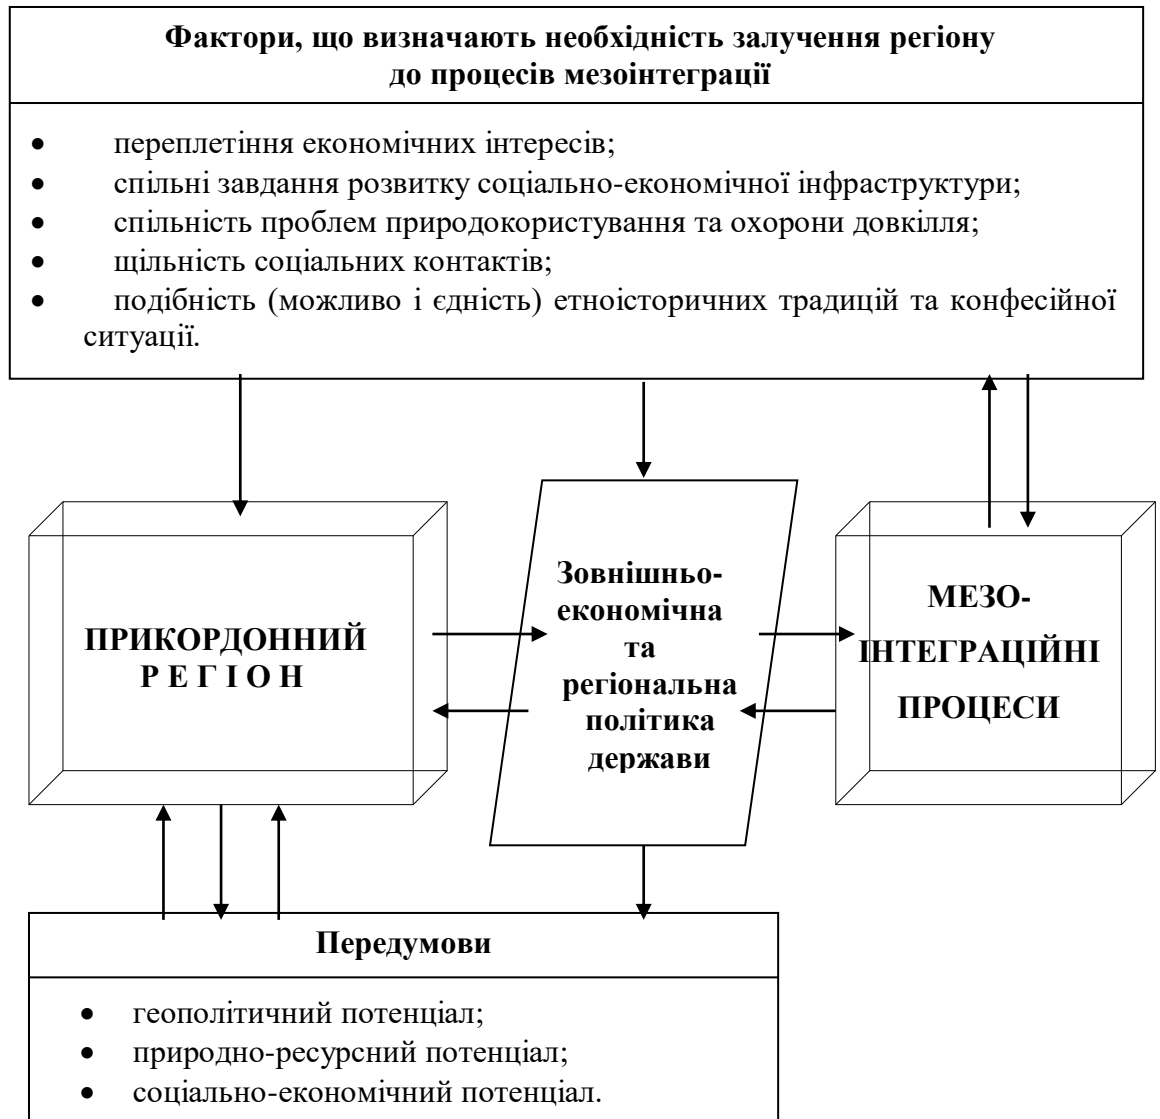 Фактори, що визначають необхідність залучення регіону
до процесів мезоінтеграції
• переплетіння економічних інтересів;
• спільні завдання розвитку соціально-економічної інфраструктури;
• спільність проблем природокористування та охорони довкілля;
• щільність соціальних контактів;
• подібність (можливо і єдність) етноісторичних традицій та конфесійної
ситуації.
ПРИКОРДОННИЙ
Р Е Г І О Н
Зовнішньо-
економічна
та
регіональна
політика
держави
МЕЗО-
ІНТЕГРАЦІЙНІ
ПРОЦЕСИ
Передумови
• геополітичний потенціал;
• природно-ресурсний потенціал;
• соціально-економічний потенціал.